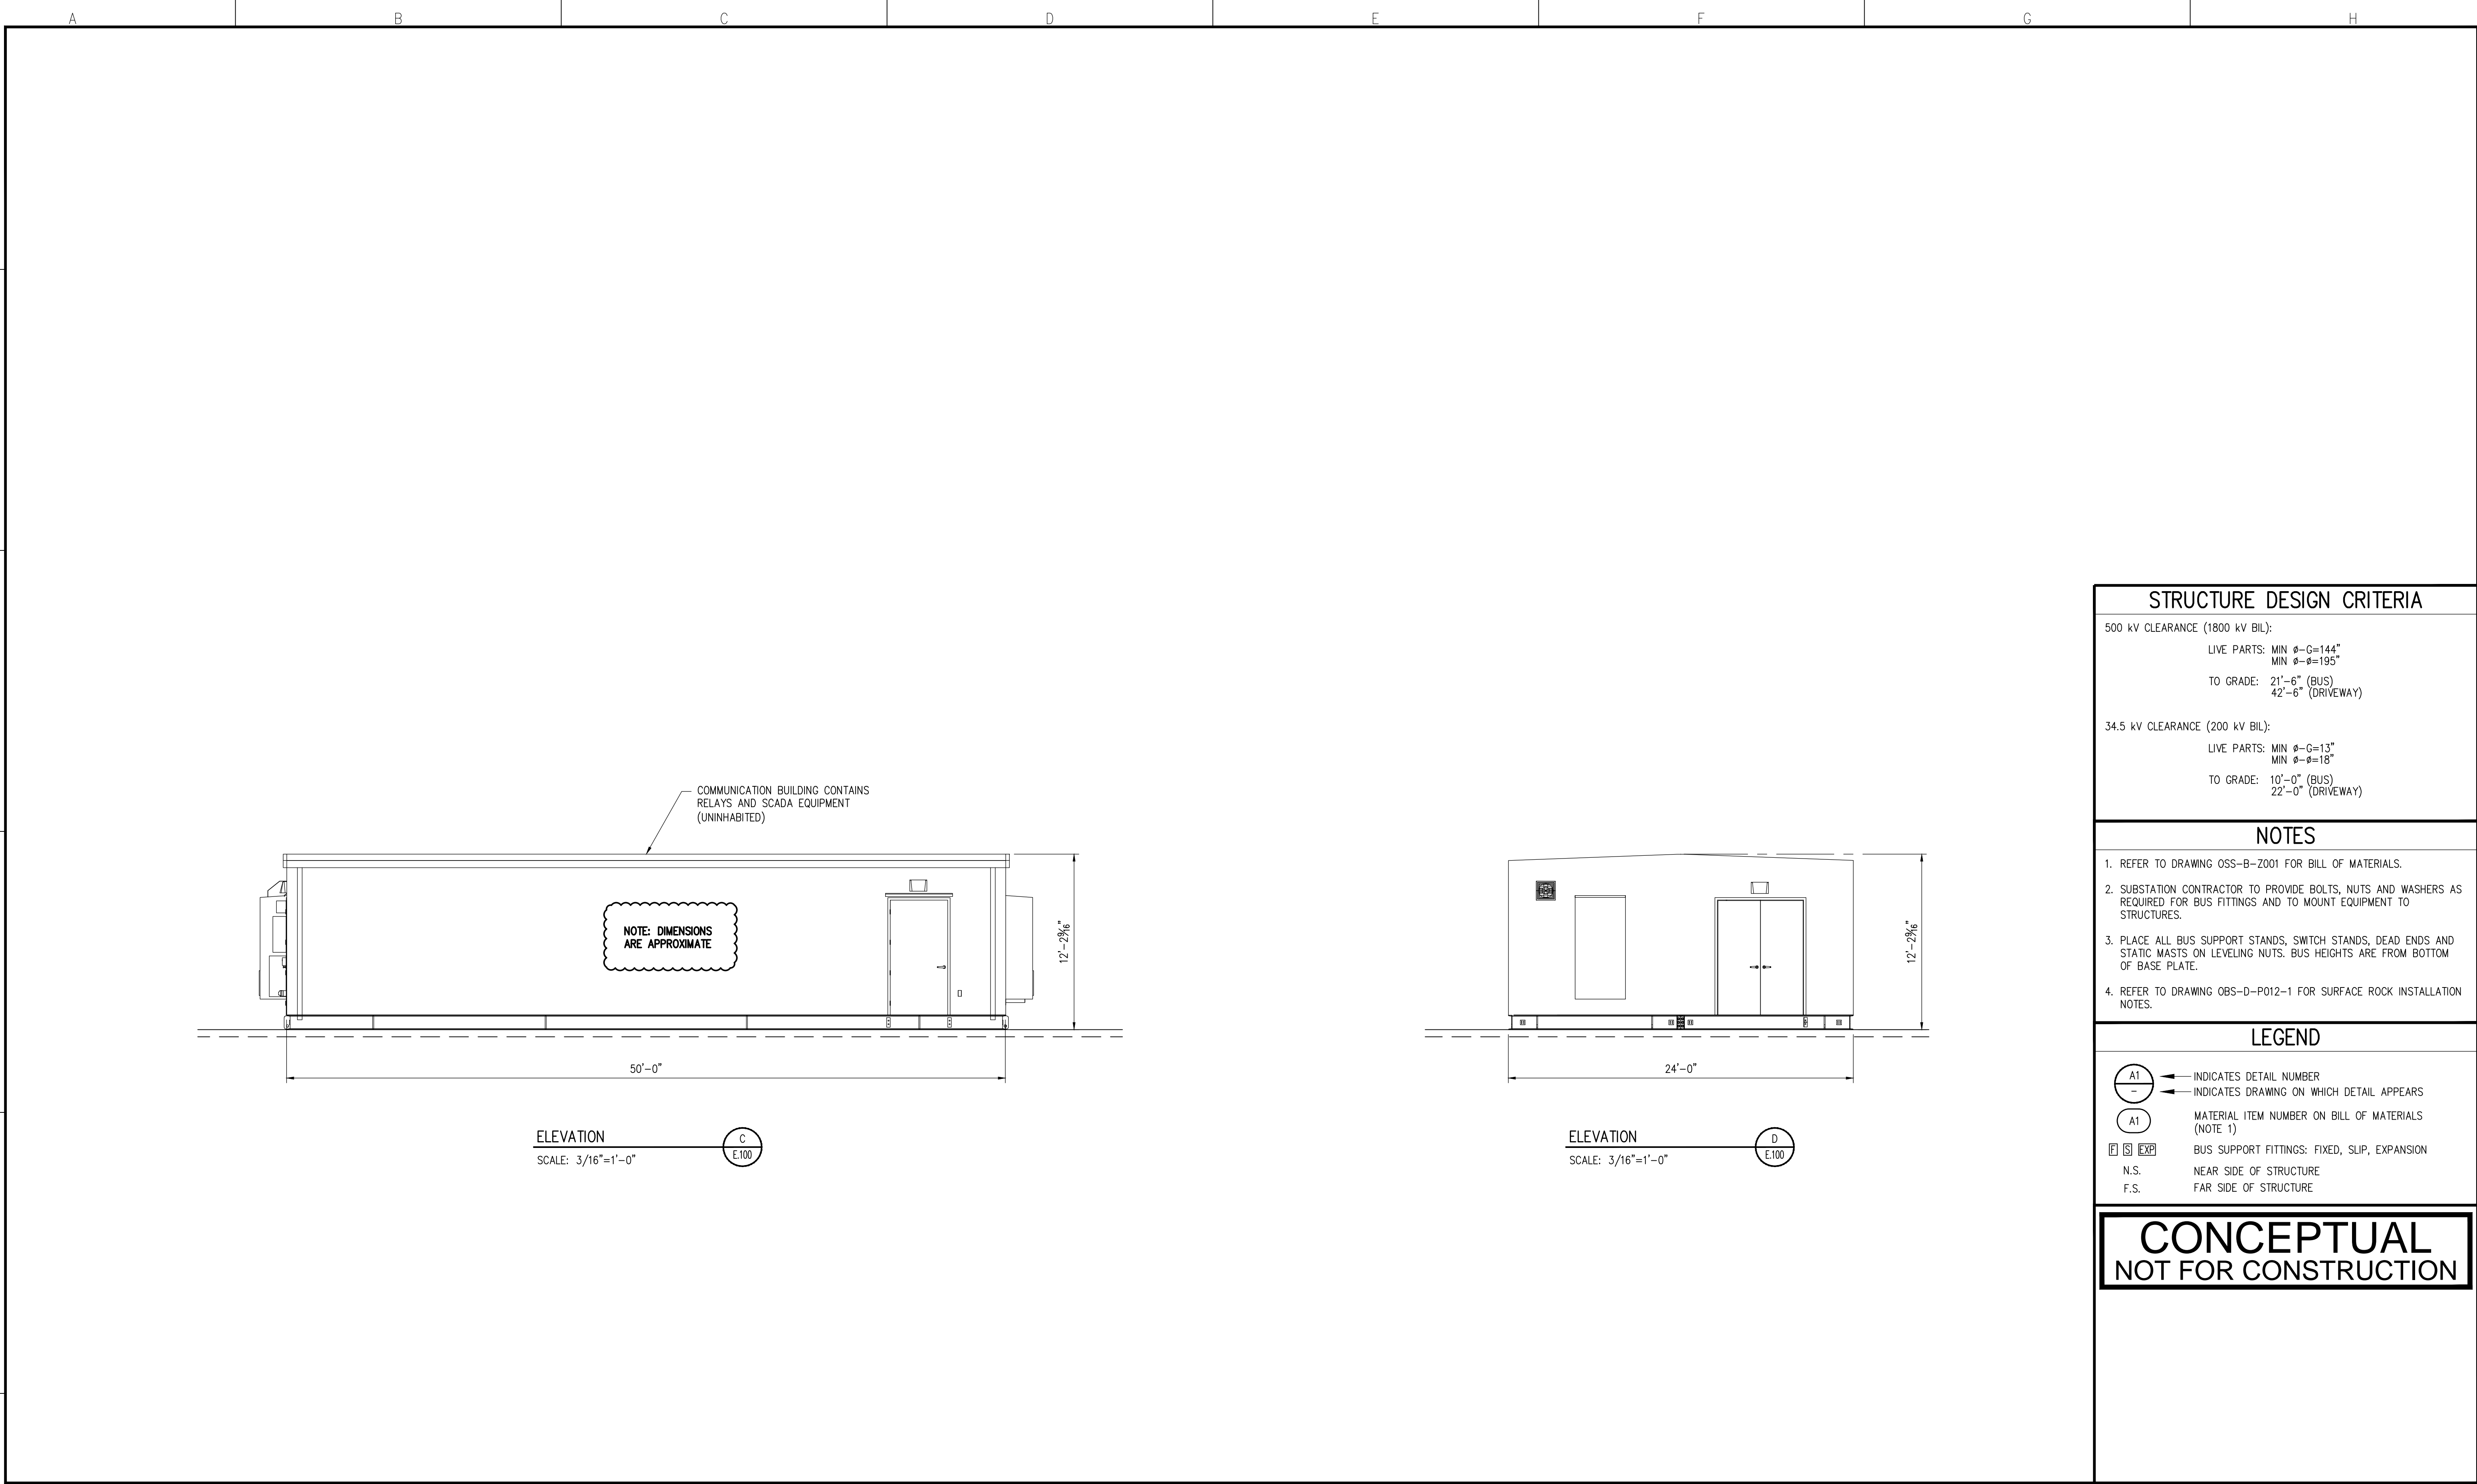 A B C D E F G H
COMMUNICATION BUILDING CONTAINS
RELAYS AND SCADA EQUIPMENT
(UNINHABITED)
NOTE: DIMENSIONS
ARE APPROXIMATE
12'-2 9/16"
50'-0"
ELEVATION
SCALE: 3/16"=1'-0"
C
E.100
12'-2 9/16"
24'-0"
ELEVATION
SCALE: 3/16"=1'-0"
D
E.100
STRUCTURE DESIGN CRITERIA
500 kV CLEARANCE (1800 kV BIL):
LIVE PARTS: MIN ø-G=144"
MIN ø-ø=195"
TO GRADE: 21'-6" (BUS)
42'-6" (DRIVEWAY)
34.5 kV CLEARANCE (200 kV BIL):
LIVE PARTS: MIN ø-G=13"
MIN ø-ø=18"
TO GRADE: 10'-0" (BUS)
22'-0" (DRIVEWAY)
NOTES
1. REFER TO DRAWING OSS-B-Z001 FOR BILL OF MATERIALS.
2. SUBSTATION CONTRACTOR TO PROVIDE BOLTS, NUTS AND WASHERS AS
REQUIRED FOR BUS FITTINGS AND TO MOUNT EQUIPMENT TO
STRUCTURES.
3. PLACE ALL BUS SUPPORT STANDS, SWITCH STANDS, DEAD ENDS AND
STATIC MASTS ON LEVELING NUTS. BUS HEIGHTS ARE FROM BOTTOM
OF BASE PLATE.
4. REFER TO DRAWING OBS-D-P012-1 FOR SURFACE ROCK INSTALLATION
NOTES.
LEGEND
A1 INDICATES DETAIL NUMBER
- INDICATES DRAWING ON WHICH DETAIL APPEARS
A1 MATERIAL ITEM NUMBER ON BILL OF MATERIALS
(NOTE 1)
F S EXP BUS SUPPORT FITTINGS: FIXED, SLIP, EXPANSION
N.S. NEAR SIDE OF STRUCTURE
F.S. FAR SIDE OF STRUCTURE
CONCEPTUAL
NOT FOR CONSTRUCTION